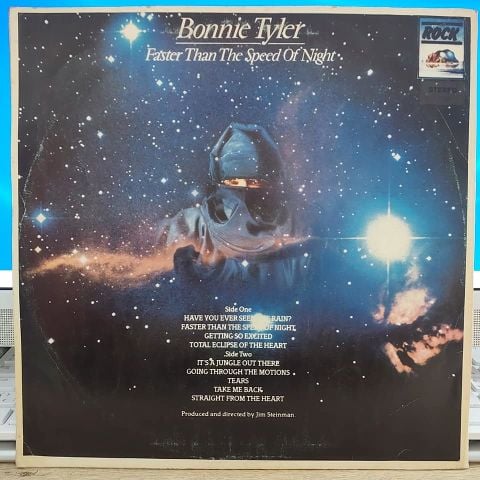 Bonnie Tyler
Faster Than The Speed Of Night
ROCK
STEREO
Side One
HAVE YOU EVER SEEN THE RAIN?
FASTER THAN THE SPEED OF NIGHT
GETTING SO EXCITED
TOTAL ECLIPSE OF THE HEART
Side Two
IT'S A JUNGLE OUT THERE
GOING THROUGH THE MOTIONS
TEARS
TAKE ME BACK
STRAIGHT FROM THE HEART
Produced and directed by Jim Steinman